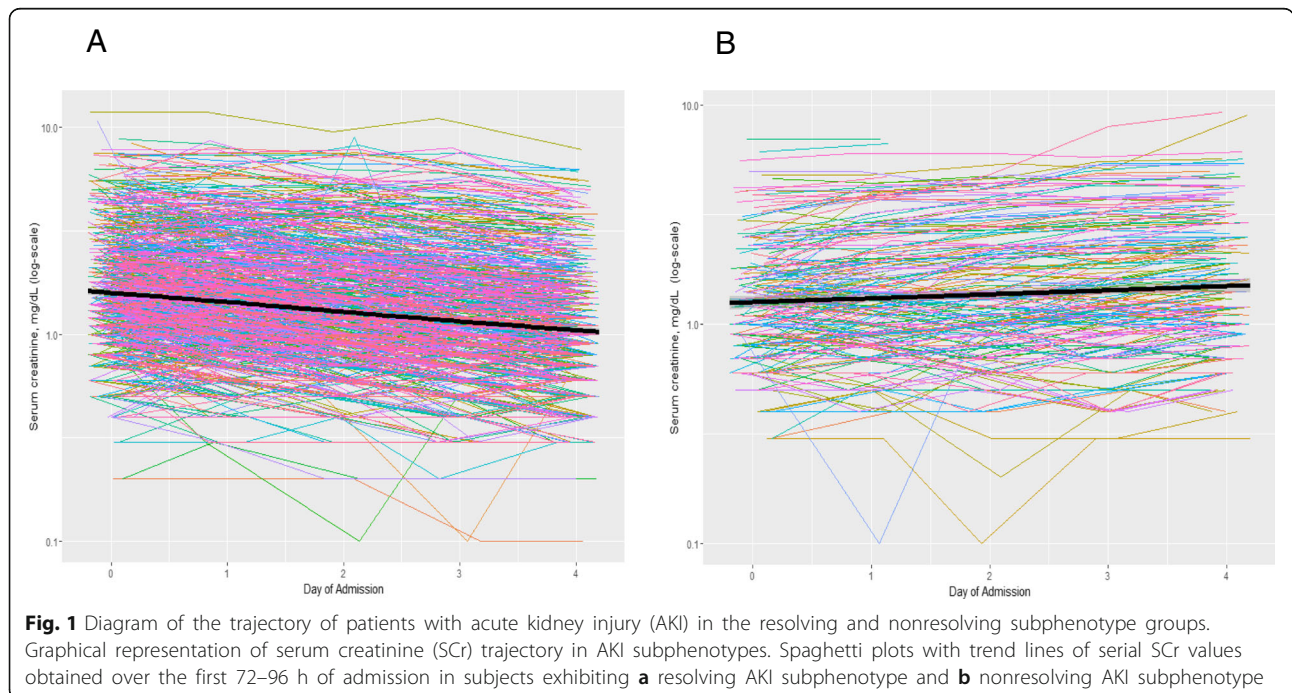 A
B
10.0
1.0
0.1
Serum creatinine, mg/dL (log-scale)
0
1
2
3
4
Day of Admission
10.0
1.0
0.1
Serum creatinine, mg/dL (log-scale)
0
1
2
3
4
Day of Admission
Fig. 1 Diagram of the trajectory of patients with acute kidney injury (AKI) in the resolving and nonresolving subphenotype groups.
Graphical representation of serum creatinine (SCr) trajectory in AKI subphenotypes. Spaghetti plots with trend lines of serial SCr values
obtained over the first 72–96 h of admission in subjects exhibiting a resolving AKI subphenotype and b nonresolving AKI subphenotype